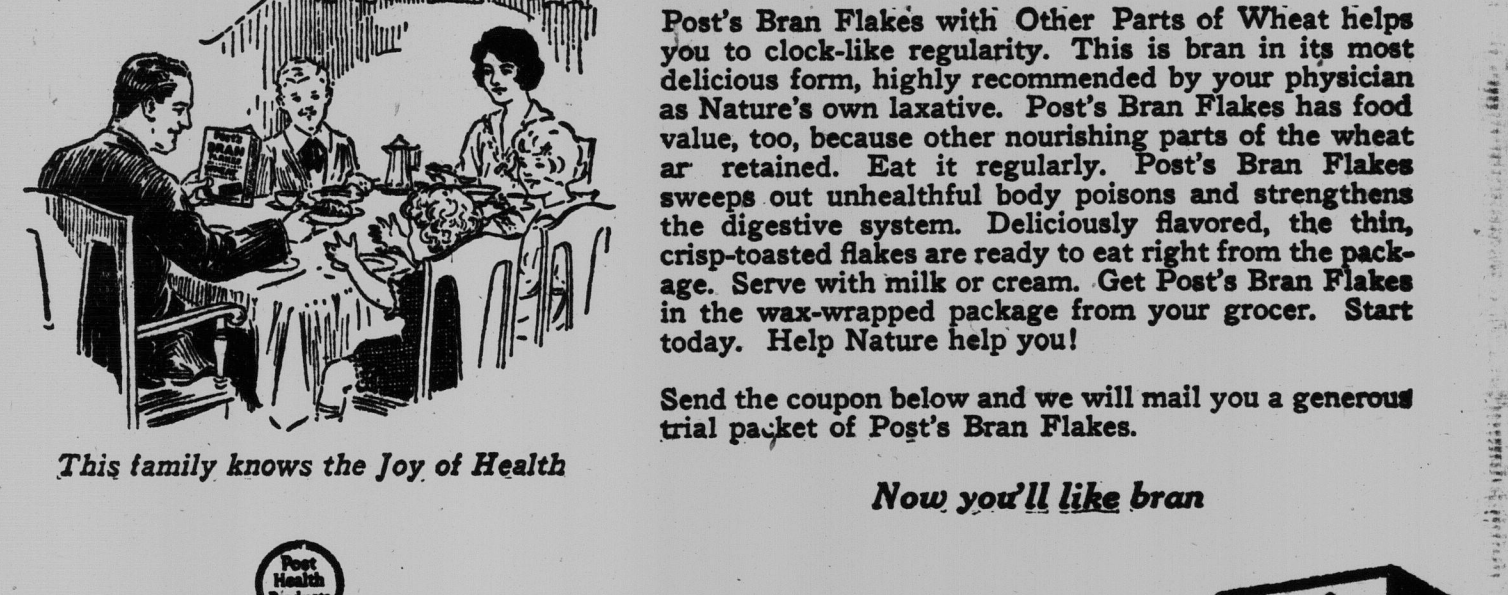 POST'S
BRAN
Post's Bran Flakes with Other Parts of Wheat helps
you to clock-like regularity. This is bran in its most
delicious form, highly recommended by your physician
as Nature's own laxative. Post's Bran Flakes has food
value, too, because other nourishing parts of the wheat
ar retained. Eat it regularly. Post's Bran Flakes
sweeps out unhealthful body poisons and strengthens
the digestive system. Deliciously flavored, the thin,
crisp-toasted flakes are ready to eat right from the pack-
age. Serve with milk or cream. Get Post's Bran Flakes
in the wax-wrapped package from your grocer. Start
today. Help Nature help you!
Send the coupon below and we will mail you a generous
trial packet of Post's Bran Flakes.
This family knows the Joy of Health
Now you'll like bran
Post
Health